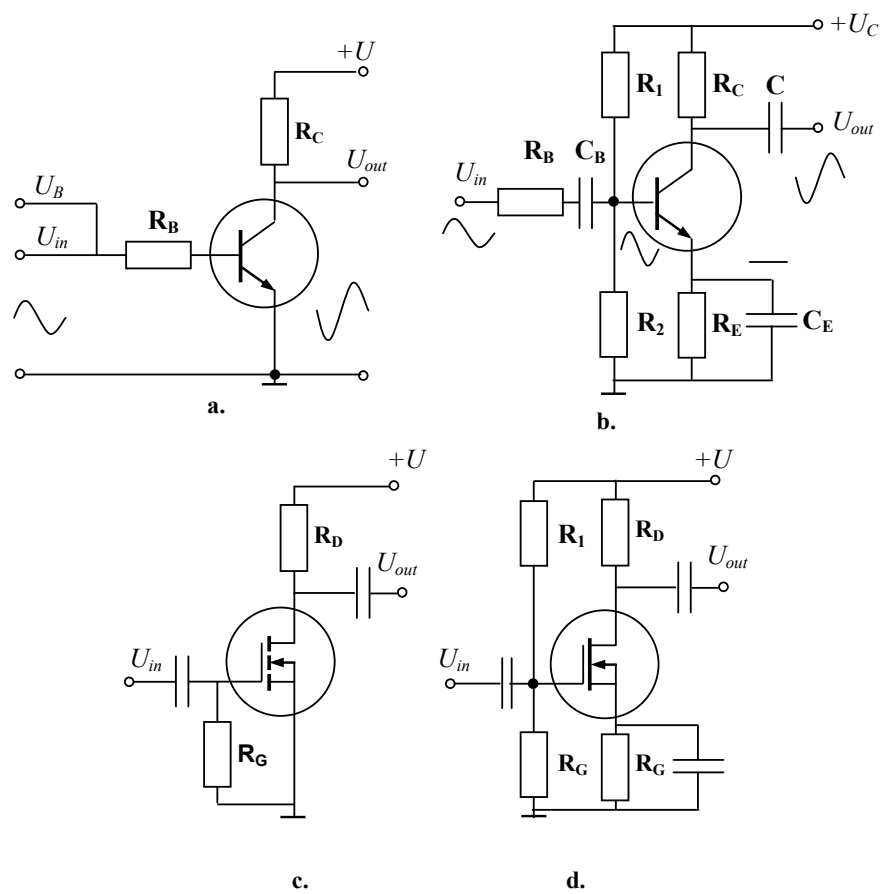 +U
R_C
U_out
U_B
U_in
R_B
a.
+U_C
R_1
R_C
C
U_out
R_B
C_B
U_in
R_2
R_E
C_E
b.
+U
R_D
U_out
U_in
R_G
c.
+U
R_1
R_D
U_out
U_in
R_G
R_G
d.